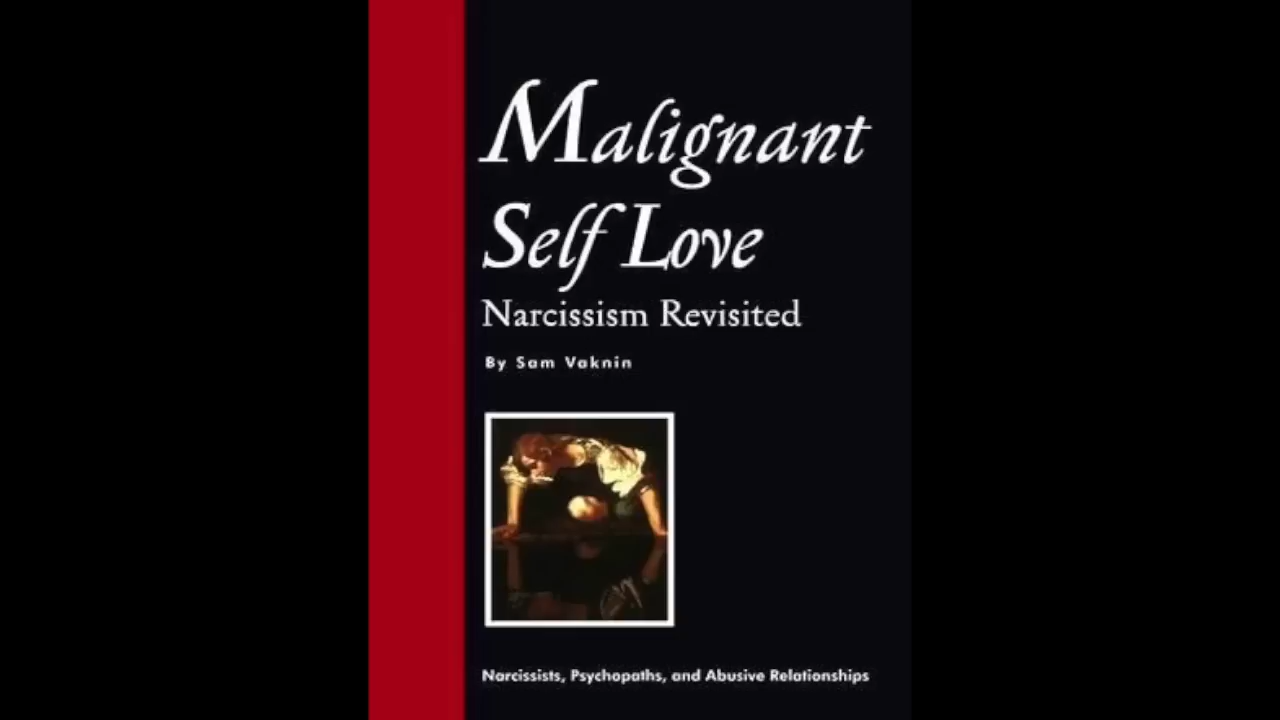 Malignant
Self Love
Narcissism Revisited
By Sam Vaknin
Narcissists, Psychopaths, and Abusive Relationships